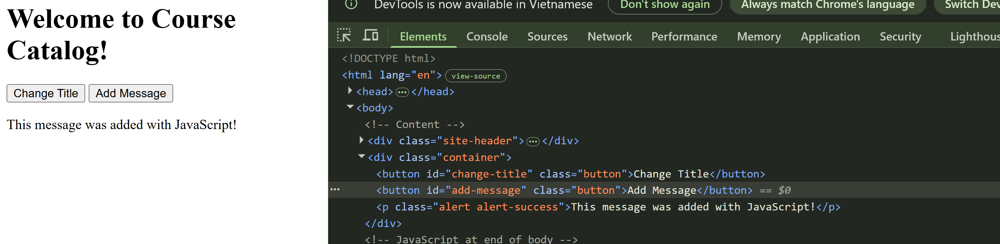 Welcome to Course
Catalog!
Change Title Add Message
This message was added with JavaScript!
DevTools is now available in Vietnamese Don't show again Always match Chrome's language Switch
Elements Console Sources Network Performance Memory Application Security
<!DOCTYPE html>
<html lang="en"> view-source
<head> ••• </head>
<body>
<!-- Content -->
<div class="site-header"> ••• </div>
<div class="container">
<button id="change-title" class="button">Change Title</button>
••• <button id="add-message" class="button">Add Message</button> == $0
<p class="alert alert-success">This message was added with JavaScript!</p>
</div>
<!-- JavaScript at end of body -->